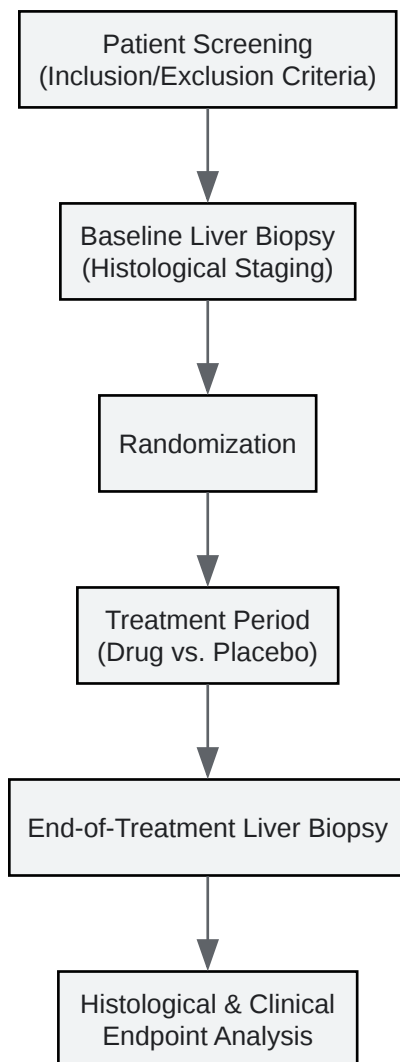 Patient Screening
(Inclusion/Exclusion Criteria)
Baseline Liver Biopsy
(Histological Staging)
Randomization
Treatment Period
(Drug vs. Placebo)
End-of-Treatment Liver Biopsy
Histological & Clinical
Endpoint Analysis